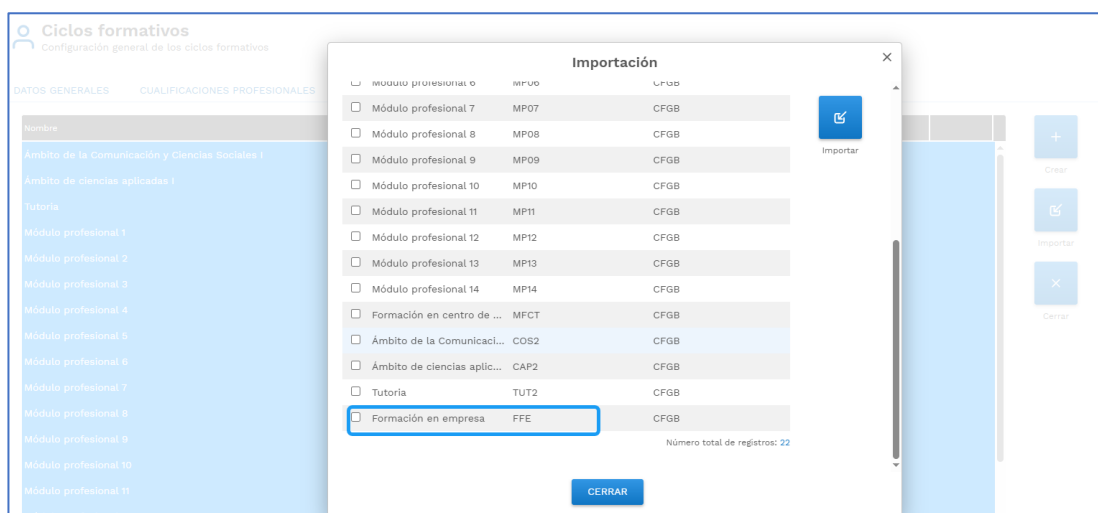 Ciclos formativos
Configuración general de los ciclos formativos
DATOS GENERALES CUALIFICACIONES PROFESIONALES
Nombre
Ámbito de la Comunicación y Ciencias Sociales I
Ámbito de ciencias aplicadas I
Tutoría
Módulo profesional 1
Módulo profesional 2
Módulo profesional 3
Módulo profesional 4
Módulo profesional 5
Módulo profesional 6
Módulo profesional 7
Módulo profesional 8
Módulo profesional 9
Módulo profesional 10
Módulo profesional 11
Importación
Módulo profesional 6 MP06 CFGB
Módulo profesional 7 MP07 CFGB
Módulo profesional 8 MP08 CFGB
Módulo profesional 9 MP09 CFGB
Módulo profesional 10 MP10 CFGB
Módulo profesional 11 MP11 CFGB
Módulo profesional 12 MP12 CFGB
Módulo profesional 13 MP13 CFGB
Módulo profesional 14 MP14 CFGB
Formación en centro de ... MFCT CFGB
Ámbito de la Comunicaci... COS2 CFGB
Ámbito de ciencias aplic... CAP2 CFGB
Tutoría TUT2 CFGB
Formación en empresa FFE CFGB
Número total de registros: 22
Importar
CERRAR
Crear
Importar
Cerrar